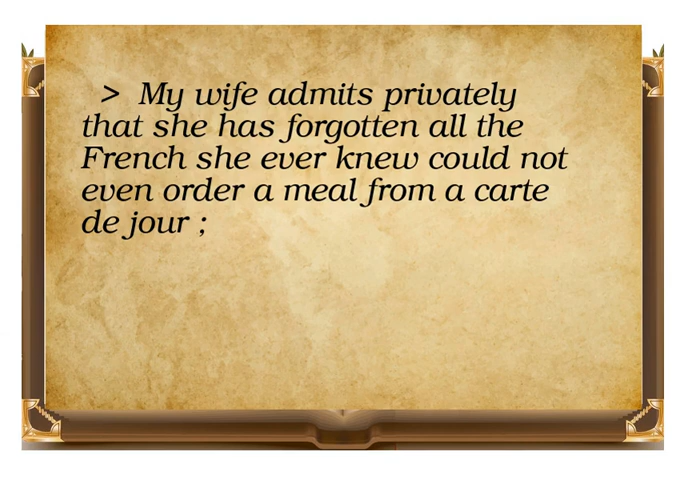 > My wife admits privately
that she has forgotten all the
French she ever knew could not
even order a meal from a carte
de jour ;